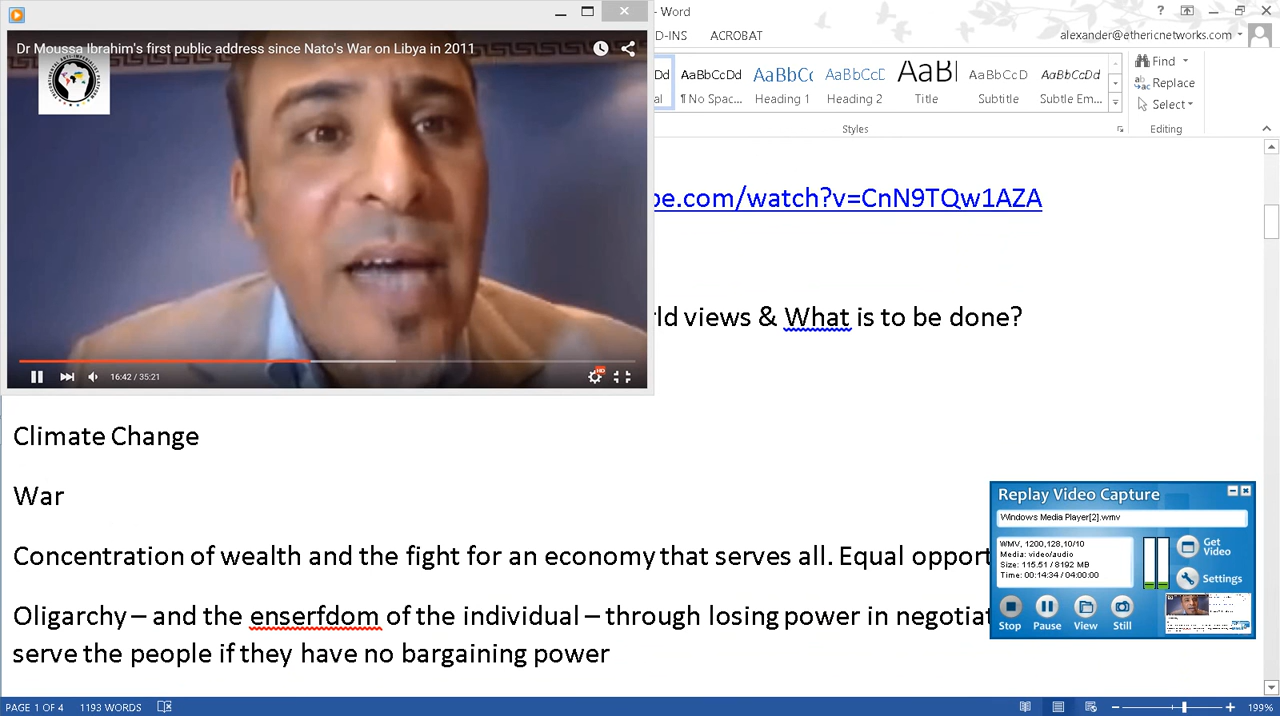 - Word
Dr Moussa Ibrahim's first public address since Nato's War on Libya in 2011
16:42 / 35:21
HD
D-INS ACROBAT
alexander@ethericnetworks.com
AaBbCcDd AaBbCc AaBbCcD AaBl AaBbCcD AaBbCcDd
¶ No Spac... Heading 1 Heading 2 Title Subtitle Subtle Em...
Styles
Find
Replace
Select
Editing
be.com/watch?v=CnN9TQw1AZA
rld views & What is to be done?
Climate Change
War
Concentration of wealth and the fight for an economy that serves all. Equal opport
Oligarchy – and the enserfdom of the individual – through losing power in negotiat
serve the people if they have no bargaining power
Replay Video Capture
Windows Media Player[2].wmv
WMV, 1200,128,10/10
Media: video/audio
Size: 115.51 / 8192 MB
Time: 00:14:34 / 04:00:00
Get Video
Settings
Stop Pause View Still
PAGE 1 OF 4 1193 WORDS 199%